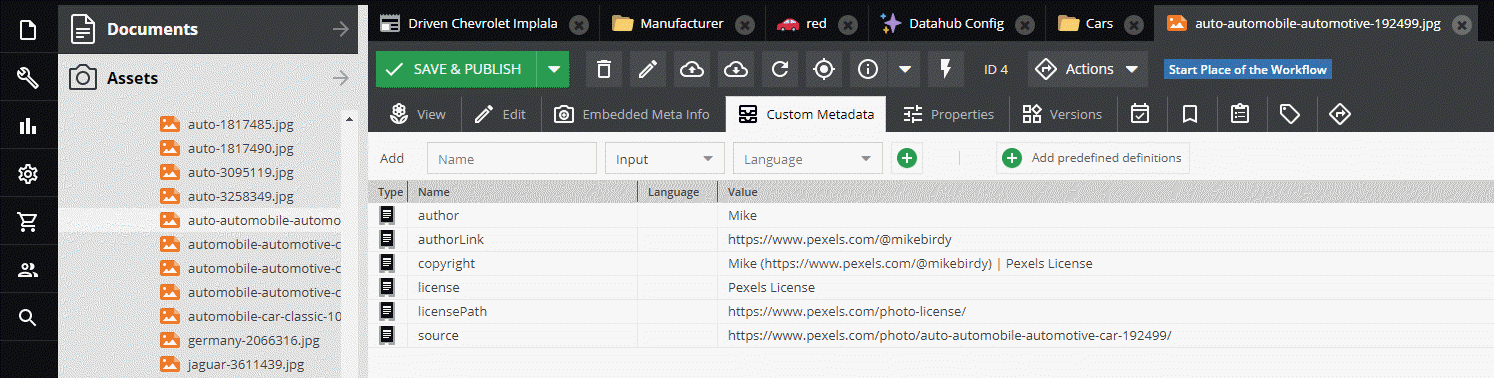 Documents
Assets
auto-1817485.jpg
auto-1817490.jpg
auto-3095119.jpg
auto-3258349.jpg
auto-automobile-automo
automobile-automotive-c
automobile-automotive-c
automobile-automotive-c
automobile-car-classic-10
germany-2066316.jpg
jaguar-3611439.jpg
Driven Chevrolet Implala Manufacturer red Datahub Config Cars auto-automobile-automotive-192499.jpg
SAVE & PUBLISH ID 4 Actions Start Place of the Workflow
View Edit Embedded Meta Info Custom Metadata Properties Versions
Add Name Input Language Add predefined definitions
Type Name Language Value
author Mike
authorLink https://www.pexels.com/@mikebirdy
copyright Mike (https://www.pexels.com/@mikebirdy) | Pexels License
license Pexels License
licensePath https://www.pexels.com/photo-license/
source https://www.pexels.com/photo/auto-automobile-automotive-car-192499/